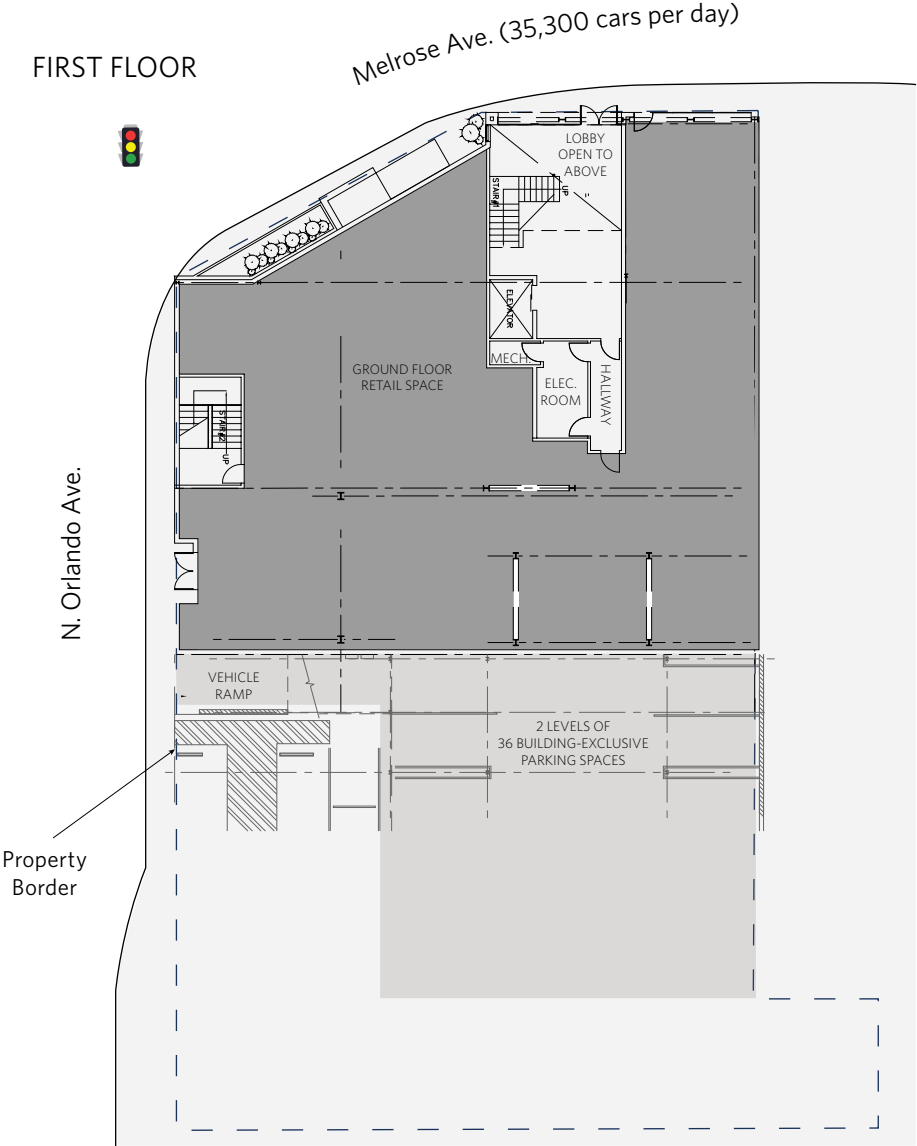 Melrose Ave. (35,300 cars per day)
FIRST FLOOR
LOBBY
OPEN TO
ABOVE
STAIR#1
UP
ELEVATOR
MECH.
GROUND FLOOR
RETAIL SPACE
ELEC.
ROOM
HALLWAY
STAIR#2
UP
N. Orlando Ave.
VEHICLE
RAMP
2 LEVELS OF
36 BUILDING-EXCLUSIVE
PARKING SPACES
Property
Border